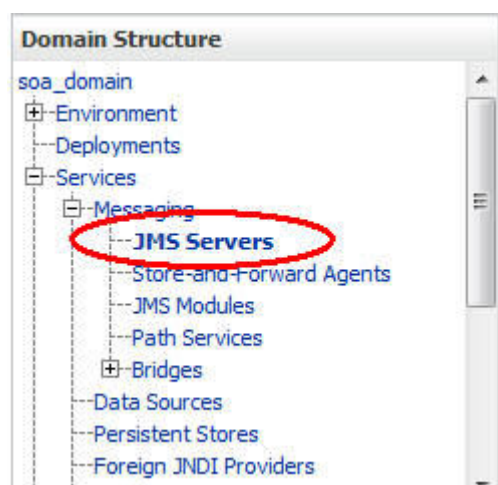 Domain Structure
soa_domain
Environment
Deployments
Services
Messaging
JMS Servers
Store-and-Forward Agents
JMS Modules
Path Services
Bridges
Data Sources
Persistent Stores
Foreign JNDI Providers